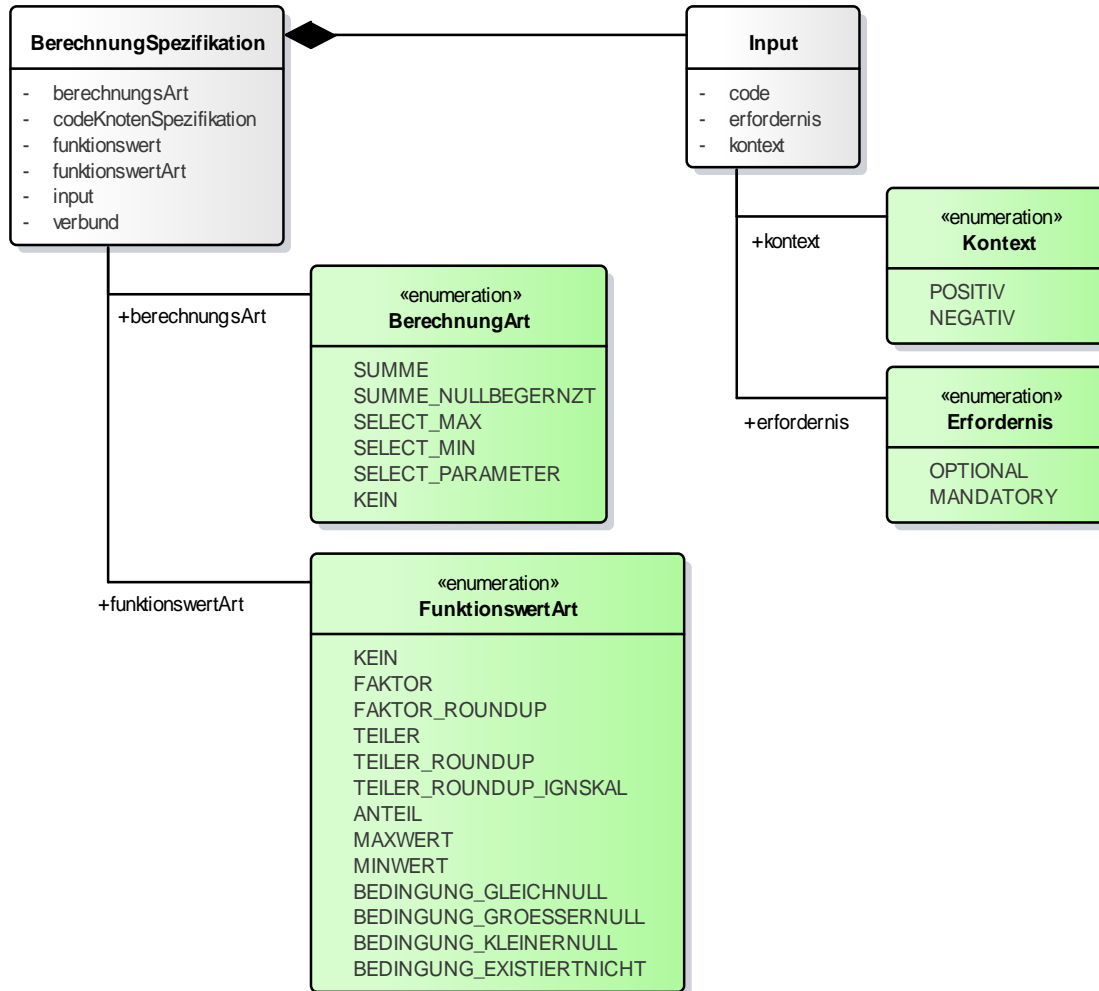 BerechnungSpezifikation
- berechnungsArt
- codeKnotenSpezifikation
- funktionswert
- funktionswertArt
- input
- verbund
Input
- code
- erfordernis
- kontext
+kontext
«enumeration»
Kontext
POSITIV
NEGATIV
+berechnungsArt
«enumeration»
BerechnungArt
SUMME
SUMME_NULLBEGERNZT
SELECT_MAX
SELECT_MIN
SELECT_PARAMETER
KEIN
+erfordernis
«enumeration»
Erfordernis
OPTIONAL
MANDATORY
+funktionswertArt
«enumeration»
FunktionswertArt
KEIN
FAKTOR
FAKTOR_ROUNDUP
TEILER
TEILER_ROUNDUP
TEILER_ROUNDUP_IGNSKAL
ANTEIL
MAXWERT
MINWERT
BEDINGUNG_GLEICHNULL
BEDINGUNG_GROESSERNULL
BEDINGUNG_KLEINERNULL
BEDINGUNG_EXISTIERTNICHT